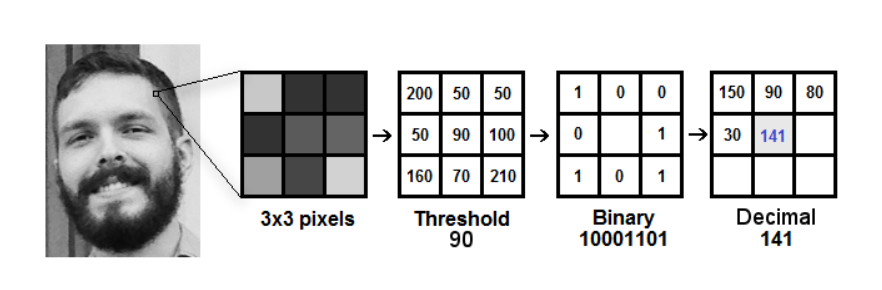 200 50 50
50 90 100
160 70 210
1 0 0
0 1
1 0 1
150 90 80
30 141
3x3 pixels
Threshold
90
Binary
10001101
Decimal
141